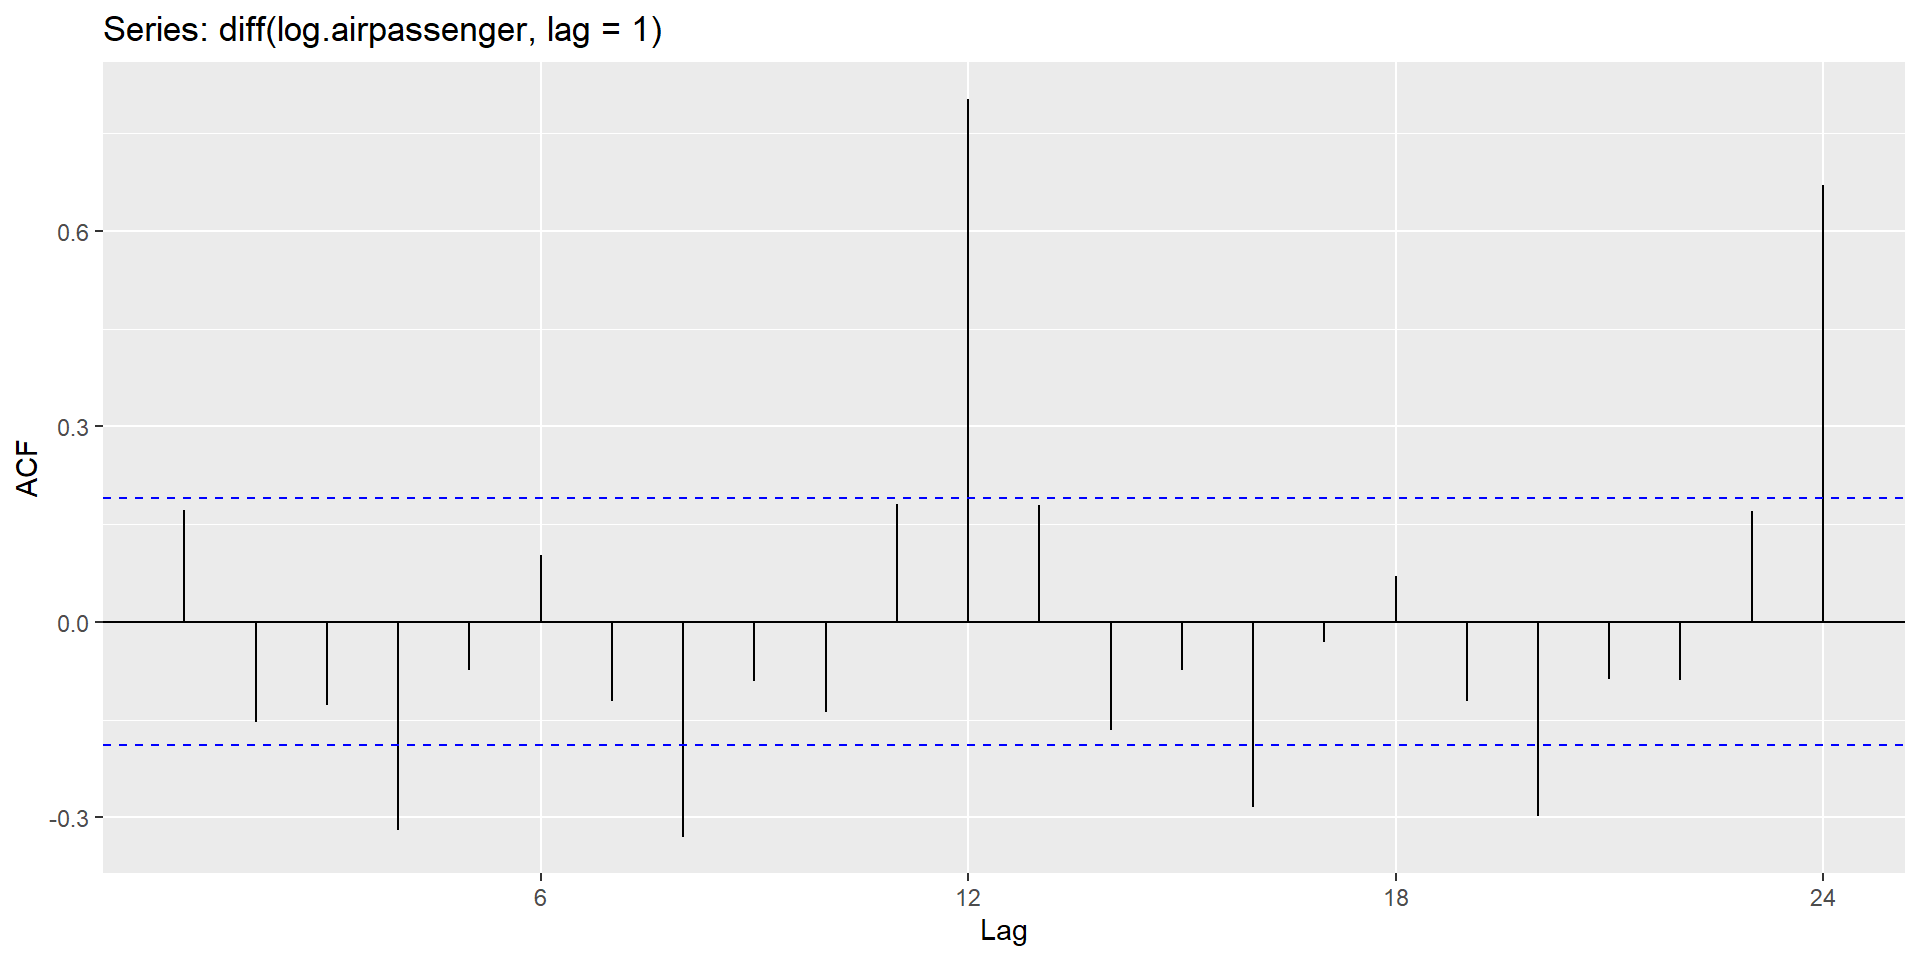 Series: diff(log.airpassenger, lag = 1)
ACF
0.6
0.3
0.0
-0.3
6 12 18 24
Lag